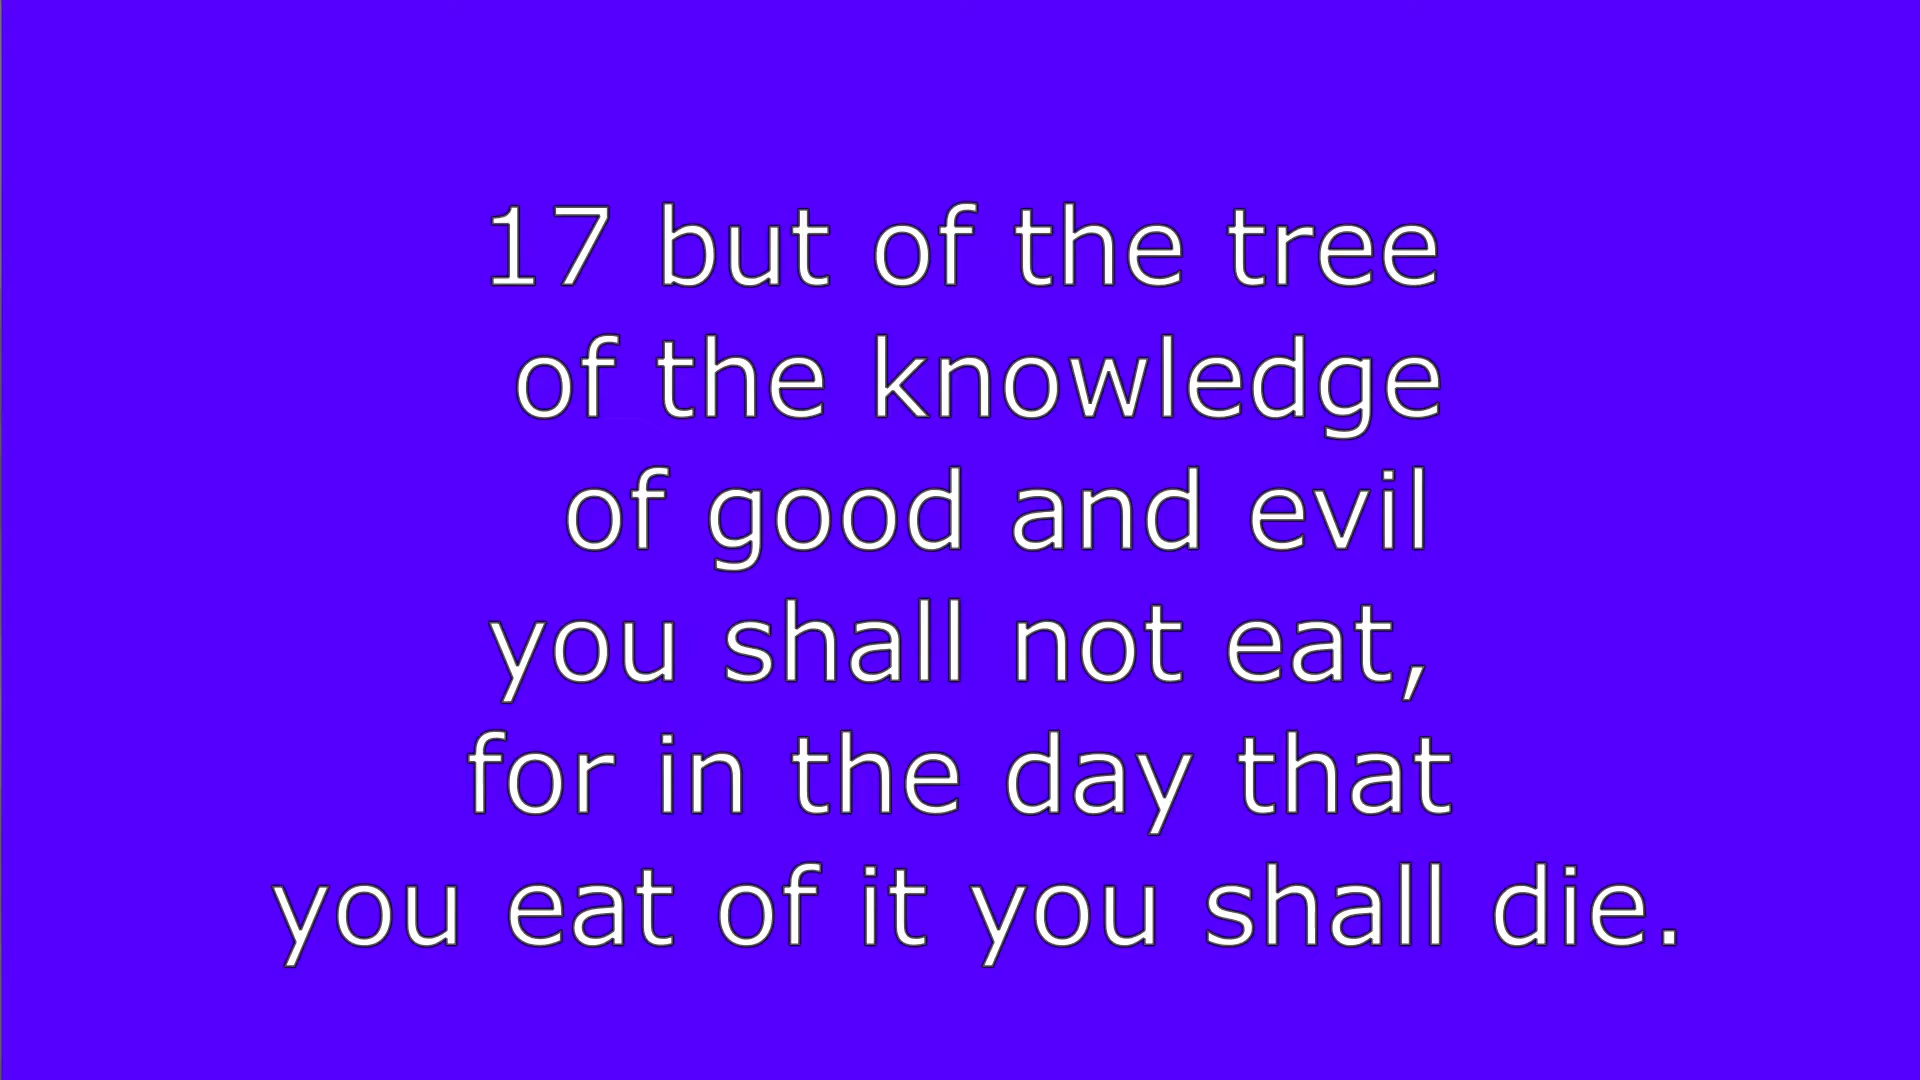 17 but of the tree
of the knowledge
of good and evil
you shall not eat,
for in the day that
you eat of it you shall die.